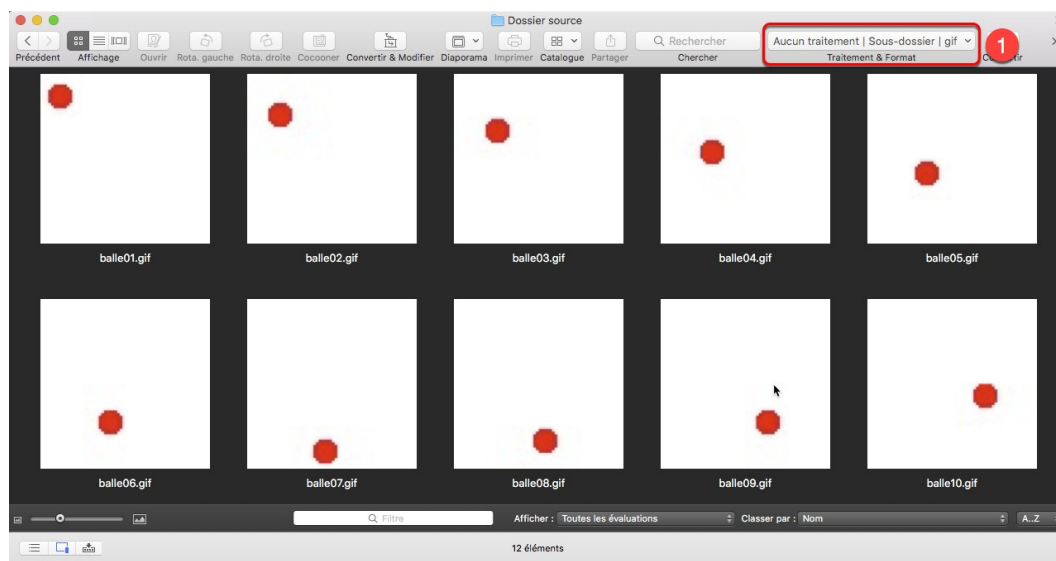 Dossier source
Rechercher
Aucun traitement | Sous-dossier | gif
1
Précédent Affichage Ouvrir Rota. gauche Rota. droite Cocooner Convertir & Modifier Diaporama Imprimer Catalogue Partager Chercher Traitement & Format
balle01.gif balle02.gif balle03.gif balle04.gif balle05.gif
balle06.gif balle07.gif balle08.gif balle09.gif balle10.gif
Filtre Afficher : Toutes les évaluations Classer par : Nom A..Z
12 éléments